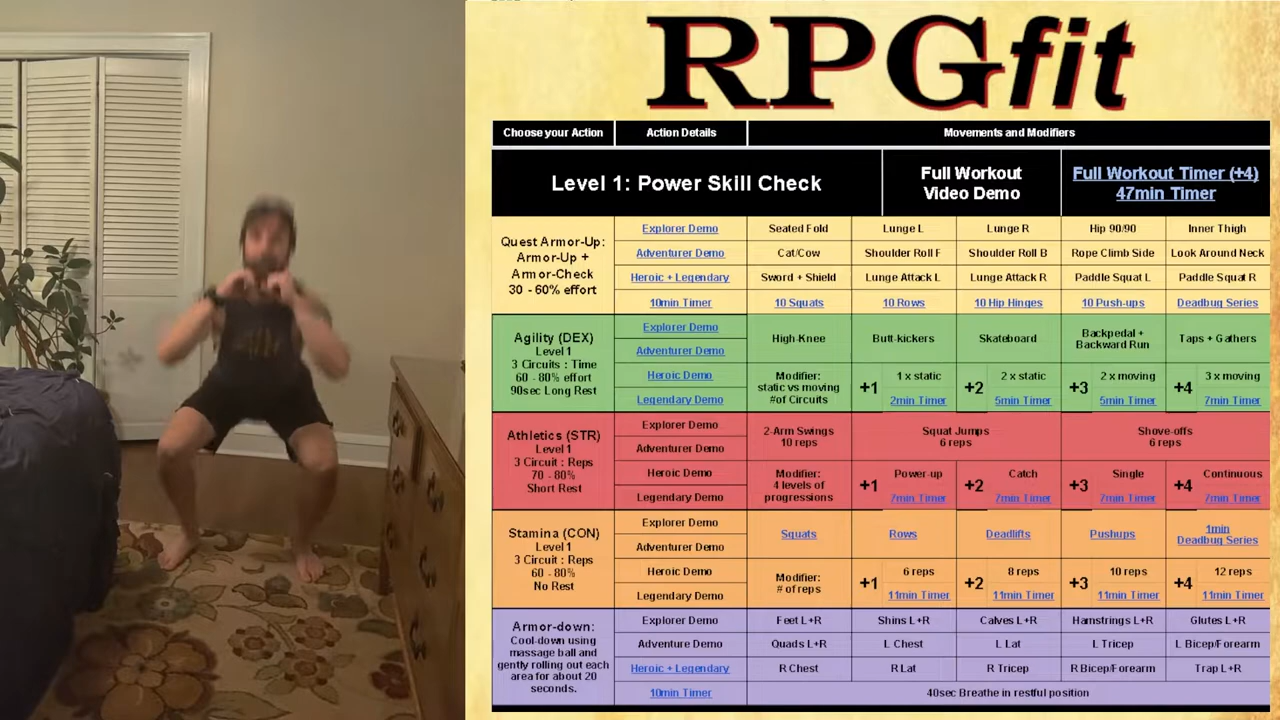 RPGfit
Choose your Action Action Details Movements and Modifiers
Level 1: Power Skill Check
Full Workout
Video Demo
Full Workout Timer (+4)
47min Timer
Quest Armor-Up:
Armor-Up +
Armor-Check
30 - 60% effort
Explorer Demo Seated Fold Lunge L Lunge R Hip 90/90 Inner Thigh
Adventurer Demo Cat/Cow Shoulder Roll F Shoulder Roll B Rope Climb Side Look Around Neck
Heroic + Legendary Sword + Shield Lunge Attack L Lunge Attack R Paddle Squat L Paddle Squat R
10min Timer 10 Squats 10 Rows 10 Hip Hinges 10 Push-ups Deadbug Series
Agility (DEX)
Level 1
3 Circuits : Time
60 - 80% effort
90sec Long Rest
Explorer Demo
Adventurer Demo
Heroic Demo
Legendary Demo
High-Knee Butt-kickers Skateboard
Backpedal +
Backward Run
Taps + Gathers
Modifier:
static vs moving
#of Circuits
+1 1 x static
2min Timer
+2 2 x static
5min Timer
+3 2 x moving
5min Timer
+4 3 x moving
7min Timer
Athletics (STR)
Level 1
3 Circuit : Reps
70 - 80%
Short Rest
Explorer Demo
Adventurer Demo
Heroic Demo
Legendary Demo
2-Arm Swings
10 reps
Squat Jumps
6 reps
Shove-offs
6 reps
Modifier:
4 levels of
progressions
+1 Power-up
7min Timer
+2 Catch
7min Timer
+3 Single
7min Timer
+4 Continuous
7min Timer
Stamina (CON)
Level 1
3 Circuit : Reps
60 - 80%
No Rest
Explorer Demo
Adventurer Demo
Heroic Demo
Legendary Demo
Squats Rows Deadlifts Pushups
1min
Deadbug Series
Modifier:
# of reps
+1 6 reps
11min Timer
+2 8 reps
11min Timer
+3 10 reps
11min Timer
+4 12 reps
11min Timer
Armor-down:
Cool-down using
massage ball and
gently rolling out each
area for about 20
seconds.
Explorer Demo Feet L+R Shins L+R Calves L+R Hamstrings L+R Glutes L+R
Adventure Demo Quads L+R L Chest L Lat L Tricep L Bicep/Forearm
Heroic + Legendary R Chest R Lat R Tricep R Bicep/Forearm Trap L+R
10min Timer 40sec Breathe in restful position